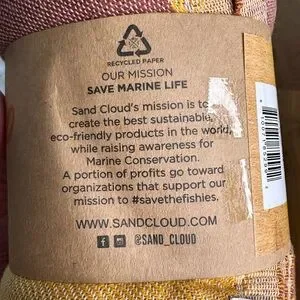 RECYCLED PAPER
OUR MISSION
SAVE MARINE LIFE
Sand Cloud's mission is to
create the best sustainable,
eco-friendly products in the world,
while raising awareness for
Marine Conservation.
A portion of profits go toward
organizations that support our
mission to #savethefishies.
WWW.SANDCLOUD.COM
@SAND_CLOUD